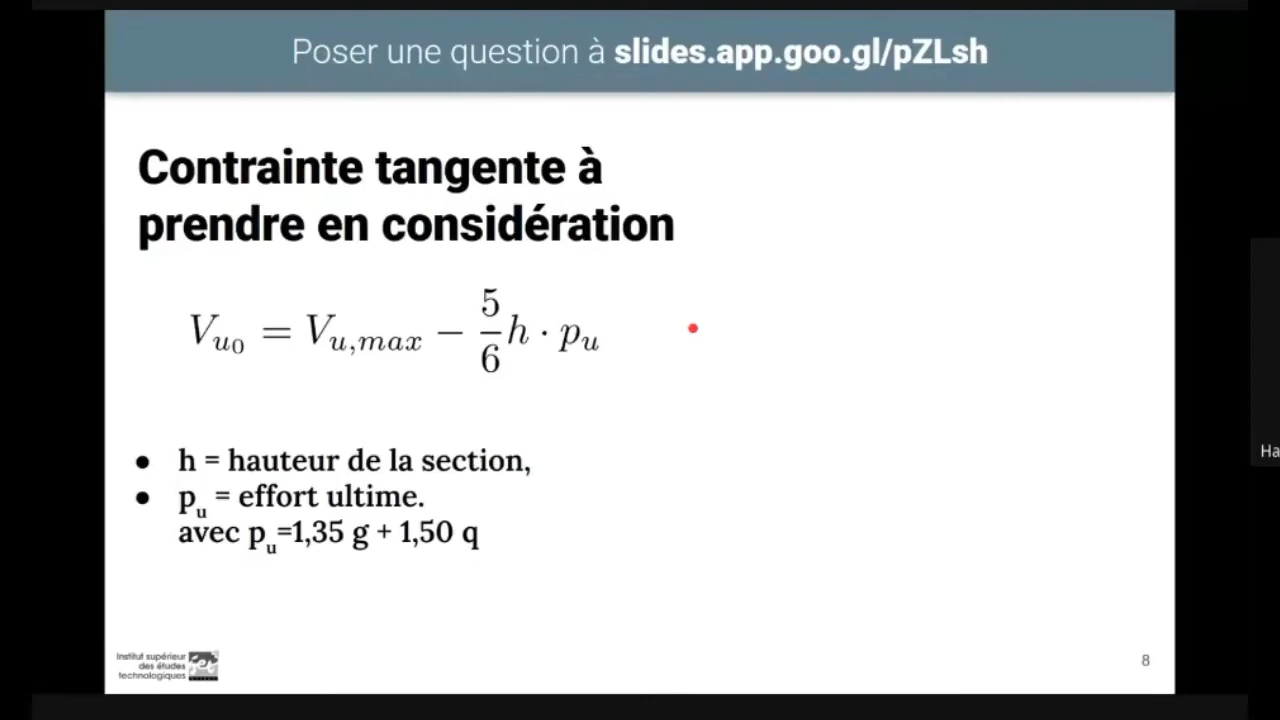 Poser une question à slides.app.goo.gl/pZLsh
Contrainte tangente à
prendre en considération
V_{u_0} = V_{u,max} − \frac{5}{6} h · p_u
● h = hauteur de la section,
● p_u = effort ultime.
avec p_u=1,35 g + 1,50 q
Institut supérieur
des études
technologiques
8
Ha